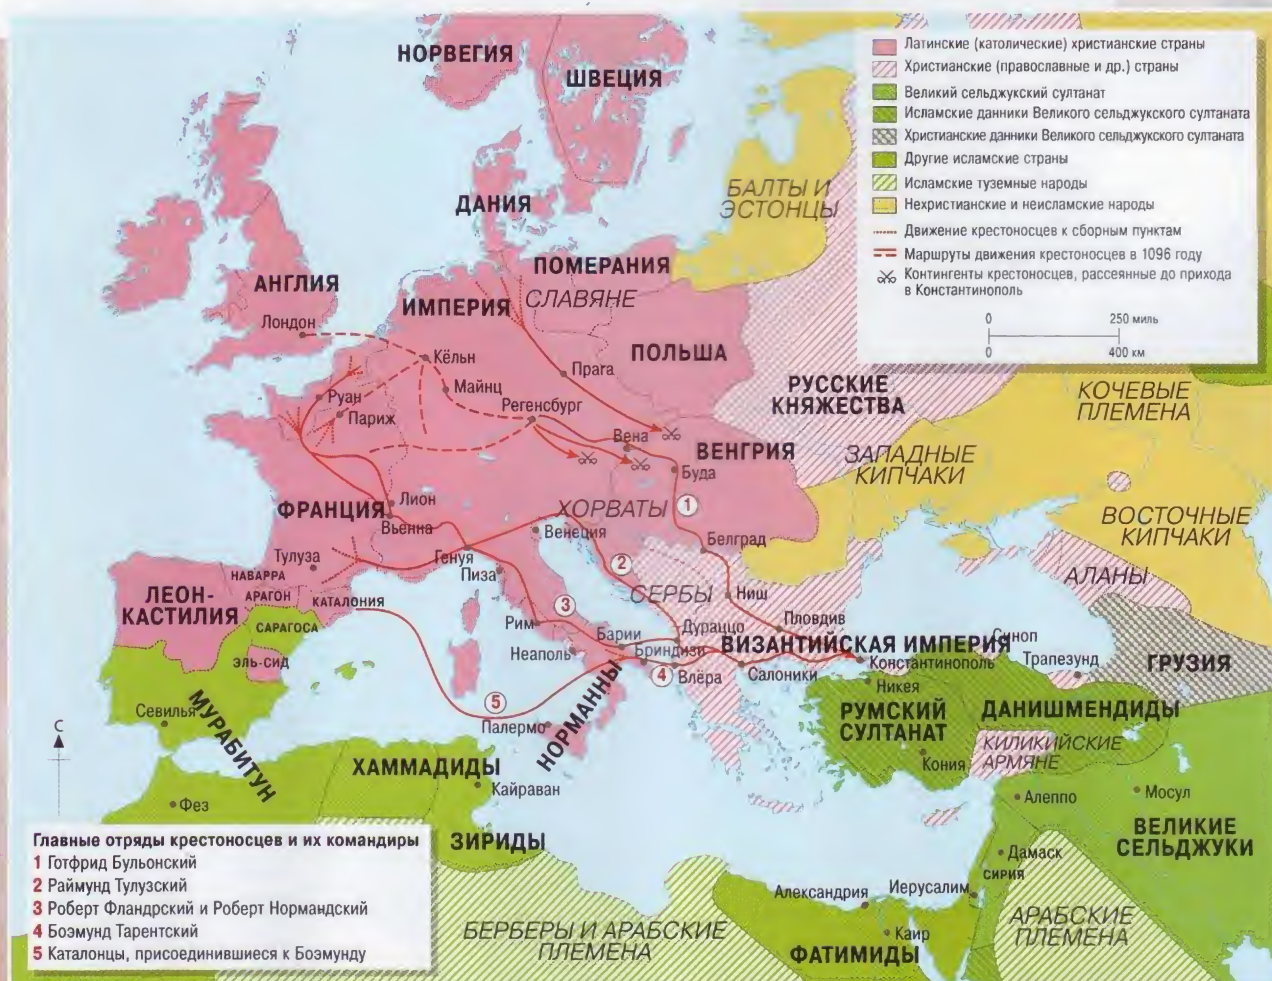 НОРВЕГИЯ
ШВЕЦИЯ
Латинские (католические) христианские страны
Христианские (православные и др.) страны
Великий сельджукский султанат
Исламские данники Великого сельджукского султаната
Христианские данники Великого сельджукского султаната
Другие исламские страны
Исламские туземные народы
Нехристианские и неисламские народы
Движение крестоносцев к сборным пунктам
Маршруты движения крестоносцев в 1096 году
Контингенты крестоносцев, рассеянные до прихода
в Константинополь
0 250 миль
0 400 км
БАЛТЫ И
ЭСТОНЦЫ
ДАНИЯ
ПОМЕРАНИЯ
СЛАВЯНЕ
АНГЛИЯ
Лондон
ИМПЕРИЯ
ПОЛЬША
Кёльн
Майнц
Прага
Регенсбург
Руан
Париж
РУССКИЕ
КНЯЖЕСТВА
КОЧЕВЫЕ
ПЛЕМЕНА
Вена
ВЕНГРИЯ
Буда
ЗАПАДНЫЕ
КИПЧАКИ
ВОСТОЧНЫЕ
КИПЧАКИ
ФРАНЦИЯ
Лион
Вьенна
ХОРВАТЫ
1
Венеция
Белград
Тулуза
Генуя
Пиза
2
СЕРБЫ
Ниш
АЛАНЫ
НАВАРРА
АРАГОН
КАТАЛОНИЯ
ЛЕОН-
КАСТИЛИЯ
САРАГОСА
3
Рим
Барии
Дураццо
Пловдив
ВИЗАНТИЙСКАЯ ИМПЕРИЯ
Синоп
ЭЛЬ-СИД
Неаполь
Бриндизи
4
Влёра
Салоники
Константинополь
Трапезунд
ГРУЗИЯ
Никея
МУРАБИТУН
Севилья
5
Палермо
НОРМАННЫ
РУМСКИЙ
СУЛТАНАТ
ДАНИШМЕНДИДЫ
КИЛИКИЙСКИЕ
АРМЯНЕ
Кония
С
ХАММАДИДЫ
Кайраван
Фез
Алеппо
Мосул
ЗИРИДЫ
ВЕЛИКИЕ
СЕЛЬДЖУКИ
Дамаск
СИРИЯ
Главные отряды крестоносцев и их командиры
1 Готфрид Бульонский
2 Раймунд Тулузский
3 Роберт Фландрский и Роберт Нормандский
4 Боэмунд Тарентский
5 Каталонцы, присоединившиеся к Боэмунду
Александрия
Иерусалим
БЕРБЕРЫ И АРАБСКИЕ
ПЛЕМЕНА
Каир
ФАТИМИДЫ
АРАБСКИЕ
ПЛЕМЕНА